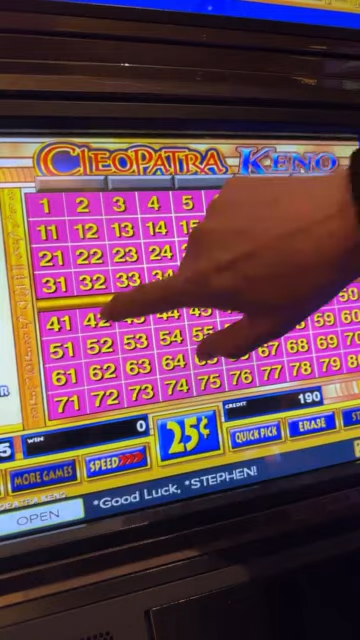 CLEOPATRA KENO
1 2 3 4 5
11 12 13 14
21 22 23 24
31 32 33 34
50
41 42 43 44 45
51 52 53 54 55 59 60
61 62 63 64 67 68 69
71 72 73 74 75 76 77 78 79
WIN 0
25¢
CREDIT 190
MORE GAMES
SPEED>>>
QUICK PICK
ERASE
OPEN
*Good Luck, *STEPHEN!